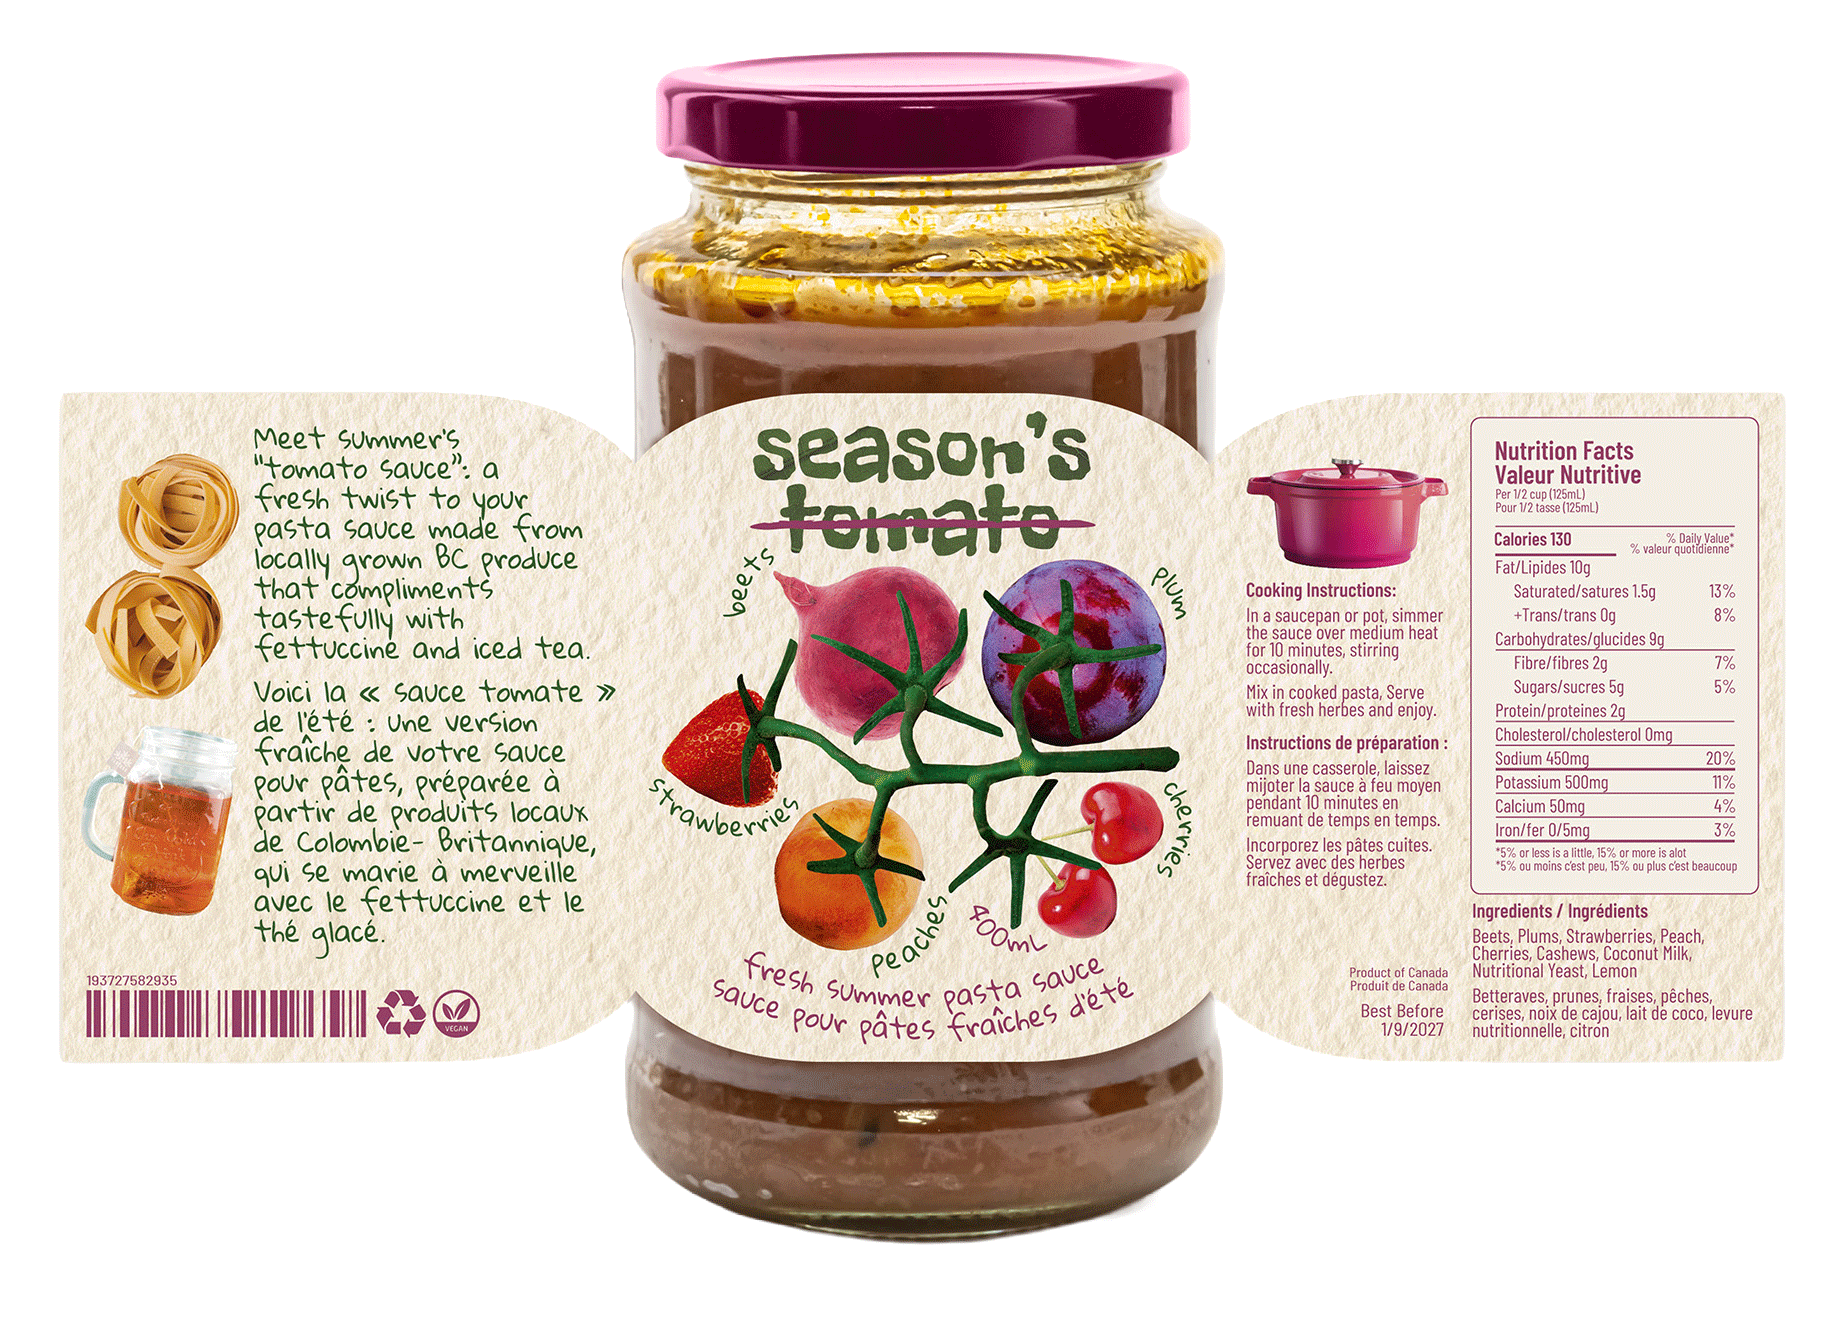 Meet summer's
"tomato sauce": a
fresh twist to your
pasta sauce made from
locally grown BC produce
that compliments
tastefully with
fettuccine and iced tea.
Voici la « sauce tomate »
de l'été : une version
fraîche de votre sauce
pour pâtes, préparée à
partir de produits locaux
de Colombie- Britannique,
qui se marie à merveille
avec le fettuccine et le
thé glacé.
193727582935
VEGAN
season's
tomato
beets
plum
strawberries
cherries
peaches
400mL
fresh summer pasta sauce
sauce pour pâtes fraîches d'été
Cooking Instructions:
In a saucepan or pot, simmer
the sauce over medium heat
for 10 minutes, stirring
occasionally.
Mix in cooked pasta, Serve
with fresh herbes and enjoy.
Instructions de préparation :
Dans une casserole, laissez
mijoter la sauce à feu moyen
pendant 10 minutes en
remuant de temps en temps.
Incorporez les pâtes cuites.
Servez avec des herbes
fraîches et dégustez.
Product of Canada
Produit de Canada
Best Before
1/9/2027
Nutrition Facts
Valeur Nutritive
Per 1/2 cup (125mL)
Pour 1/2 tasse (125mL)
Calories 130 % Daily Value*
% valeur quotidienne*
Fat/Lipides 10g
Saturated/satures 1.5g 13%
+Trans/trans 0g 8%
Carbohydrates/glucides 9g
Fibre/fibres 2g 7%
Sugars/sucres 5g 5%
Protein/proteines 2g
Cholesterol/cholesterol 0mg
Sodium 450mg 20%
Potassium 500mg 11%
Calcium 50mg 4%
Iron/fer 0/5mg 3%
*5% or less is a little, 15% or more is alot
*5% ou moins c'est peu, 15% ou plus c'est beaucoup
Ingredients / Ingrédients
Beets, Plums, Strawberries, Peach,
Cherries, Cashews, Coconut Milk,
Nutritional Yeast, Lemon
Betteraves, prunes, fraises, pêches,
cerises, noix de cajou, lait de coco, levure
nutritionnelle, citron